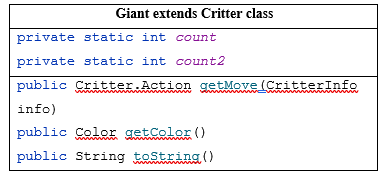 Giant extends Critter class
private static int count
private static int count2
public Critter.Action getMove(CritterInfo
info)
public Color getColor()
public String toString()